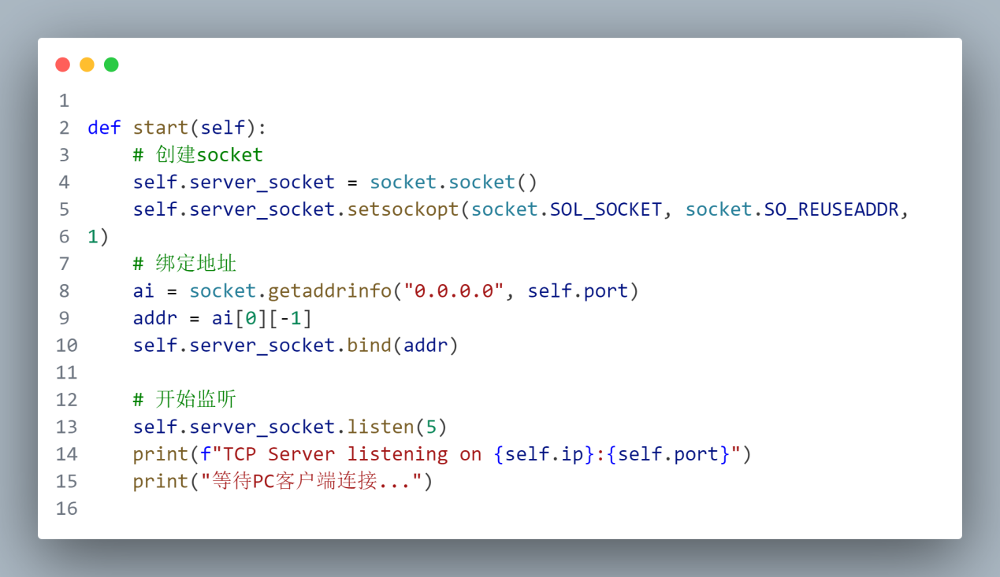 1
2 def start(self):
3     # 创建socket
4     self.server_socket = socket.socket()
5     self.server_socket.setsockopt(socket.SOL_SOCKET, socket.SO_REUSEADDR,
6 1)
7     # 绑定地址
8     ai = socket.getaddrinfo("0.0.0.0", self.port)
9     addr = ai[0][-1]
10     self.server_socket.bind(addr)
11
12     # 开始监听
13     self.server_socket.listen(5)
14     print(f"TCP Server listening on {self.ip}:{self.port}")
15     print("等待PC客户端连接...")
16